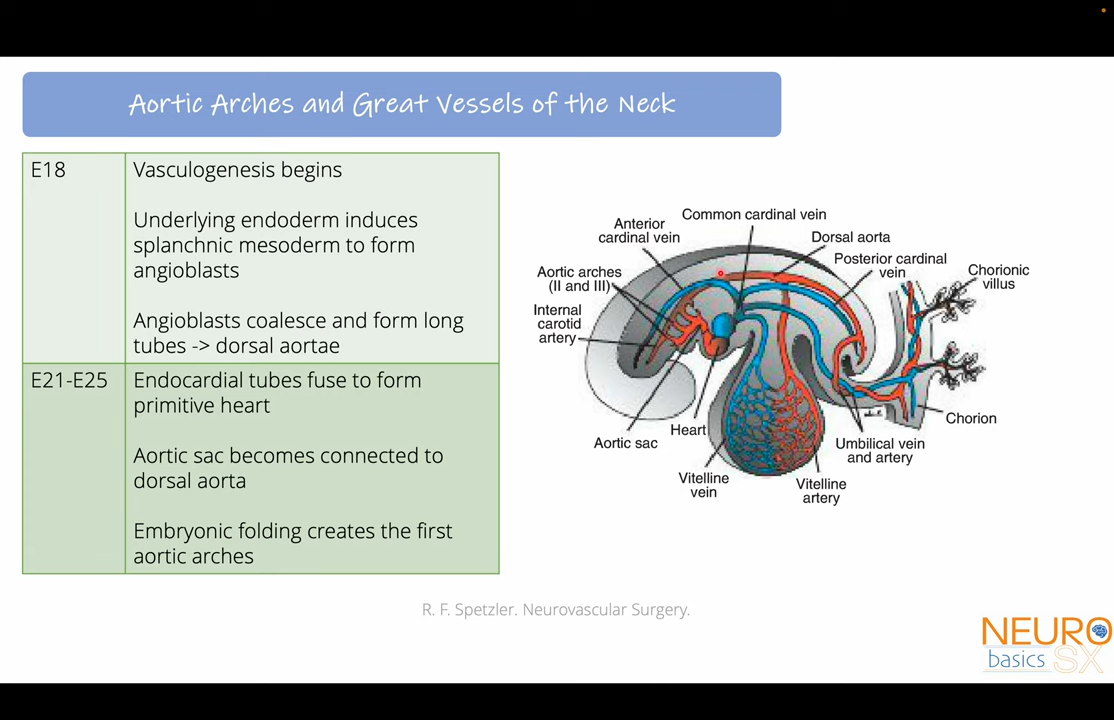 Aortic Arches and Great Vessels of the Neck
E18
Vasculogenesis begins
Underlying endoderm induces
splanchnic mesoderm to form
angioblasts
Angioblasts coalesce and form long
tubes -> dorsal aortae
E21-E25
Endocardial tubes fuse to form
primitive heart
Aortic sac becomes connected to
dorsal aorta
Embryonic folding creates the first
aortic arches
Common cardinal vein
Anterior
cardinal vein
Dorsal aorta
Posterior cardinal
vein
Chorionic
villus
Aortic arches
(II and III)
Internal
carotid
artery
Aortic sac
Heart
Vitelline
vein
Vitelline
artery
Umbilical vein
and artery
Chorion
R. F. Spetzler. Neurovascular Surgery.
NEURO
basics SX